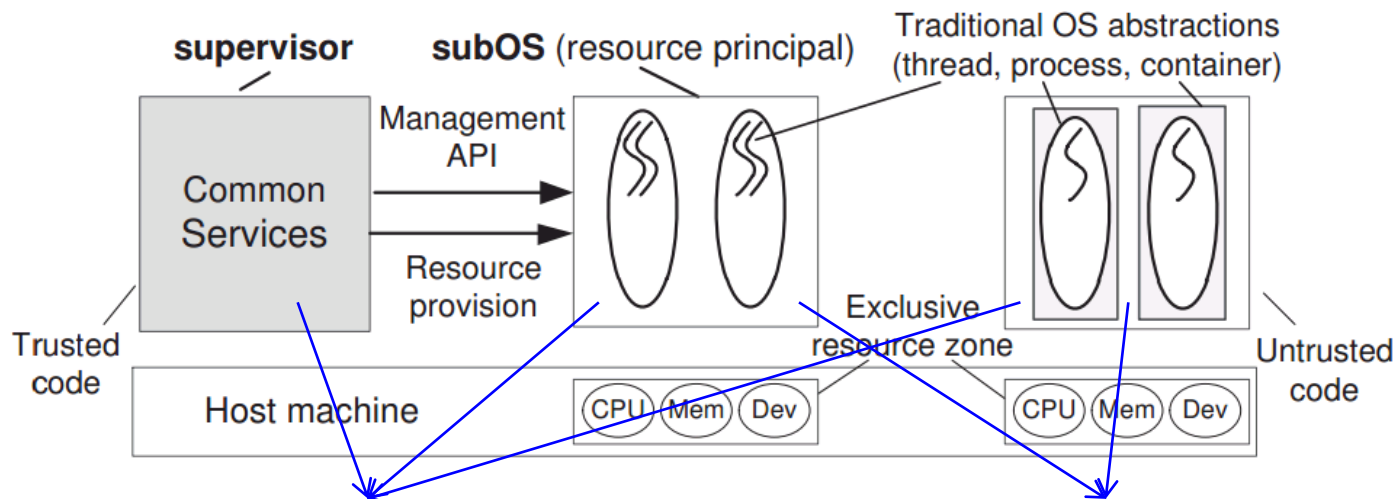 supervisor
subOS (resource principal)
Traditional OS abstractions
(thread, process, container)
Management
API
Common
Services
Resource
provision
Exclusive
resource zone
Trusted
code
Untrusted
code
Host machine
CPU Mem Dev
CPU Mem Dev